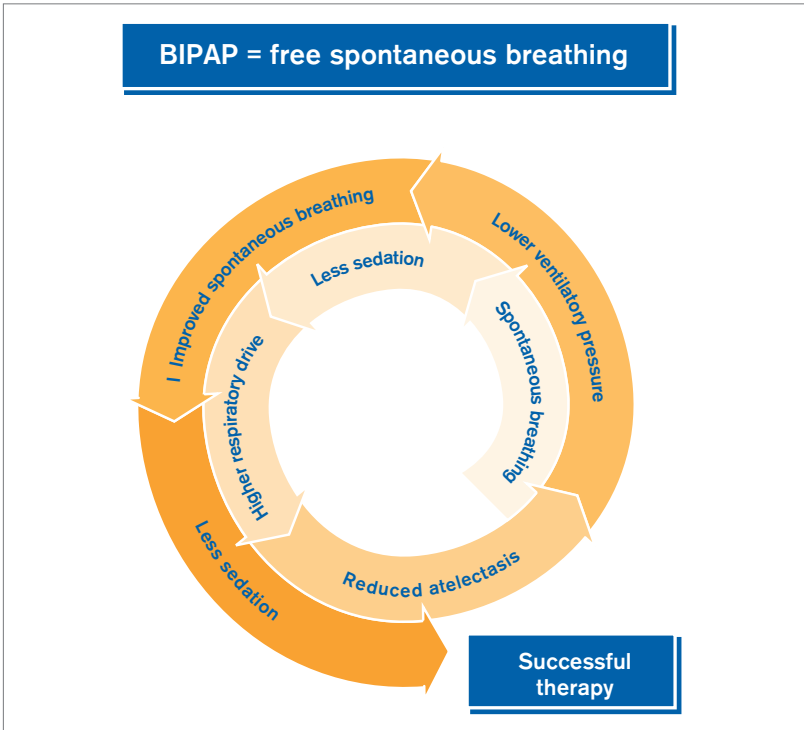 BIPAP = free spontaneous breathing
I Improved spontaneous breathing
Lower ventilatory pressure
Less sedation
Spontaneous breathing
Higher respiratory drive
Reduced atelectasis
Less sedation
Successful
therapy